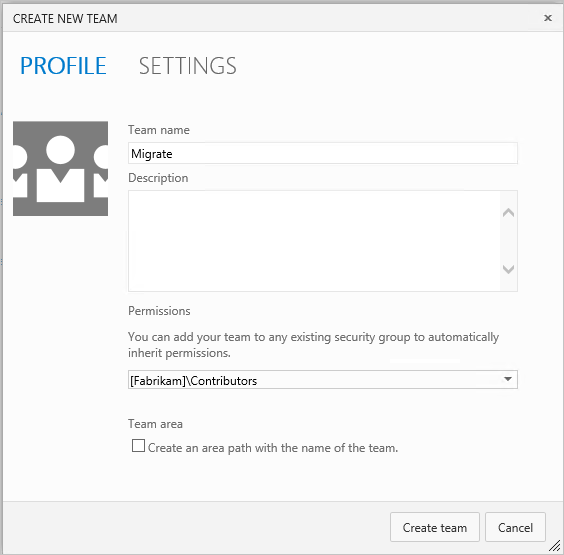 CREATE NEW TEAM
PROFILE SETTINGS
Team name
Migrate
Description
Permissions
You can add your team to any existing security group to automatically
inherit permissions.
[Fabrikam]\Contributors
Team area
Create an area path with the name of the team.
Create team Cancel